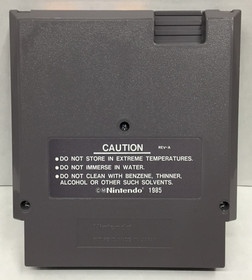 CAUTION REV-A
• DO NOT STORE IN EXTREME TEMPERATURES.
• DO NOT IMMERSE IN WATER.
• DO NOT CLEAN WITH BENZENE, THINNER,
ALCOHOL OR OTHER SUCH SOLVENTS.
©™Nintendo® 1985